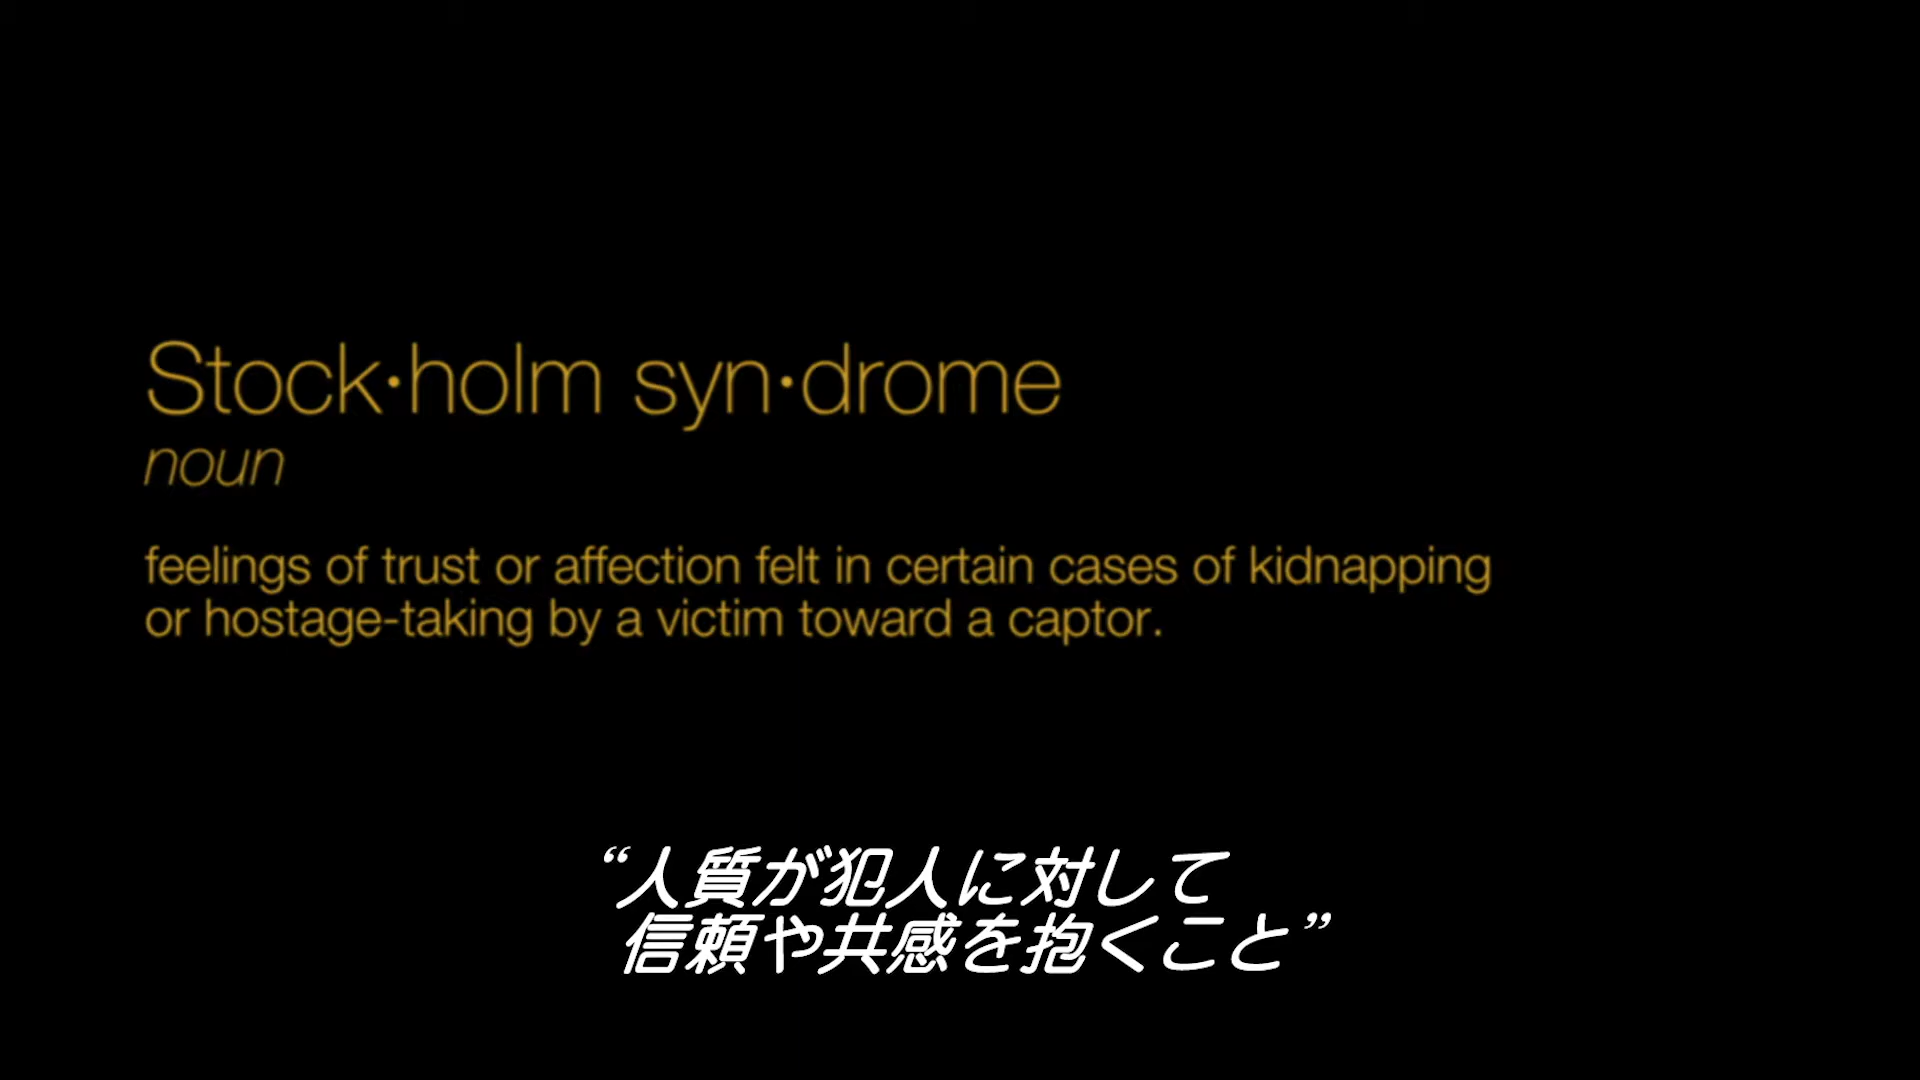 Stock·holm syn·drome
noun
feelings of trust or affection felt in certain cases of kidnapping
or hostage-taking by a victim toward a captor.
“人質が犯人に対して
信頼や共感を抱くこと”